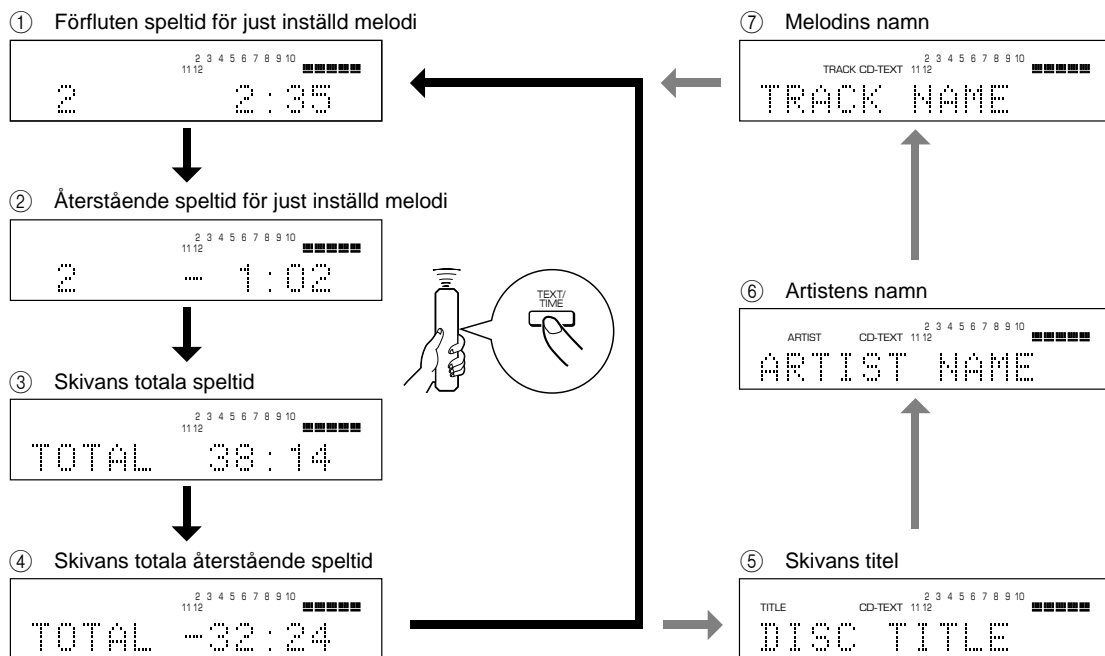 ① Förfluten speltid för just inställd melodi
2 3 4 5 6 7 8 9 10
11 12
2 2:35
② Återstående speltid för just inställd melodi
2 3 4 5 6 7 8 9 10
11 12
2 - 1:02
③ Skivans totala speltid
2 3 4 5 6 7 8 9 10
11 12
TOTAL 38:14
④ Skivans totala återstående speltid
2 3 4 5 6 7 8 9 10
11 12
TOTAL -32:24
TEXT/
TIME
⑤ Skivans titel
2 3 4 5 6 7 8 9 10
TITLE CD-TEXT 11 12
DISC TITLE
⑥ Artistens namn
2 3 4 5 6 7 8 9 10
ARTIST CD-TEXT 11 12
ARTIST NAME
⑦ Melodins namn
2 3 4 5 6 7 8 9 10
TRACK CD-TEXT 11 12
TRACK NAME